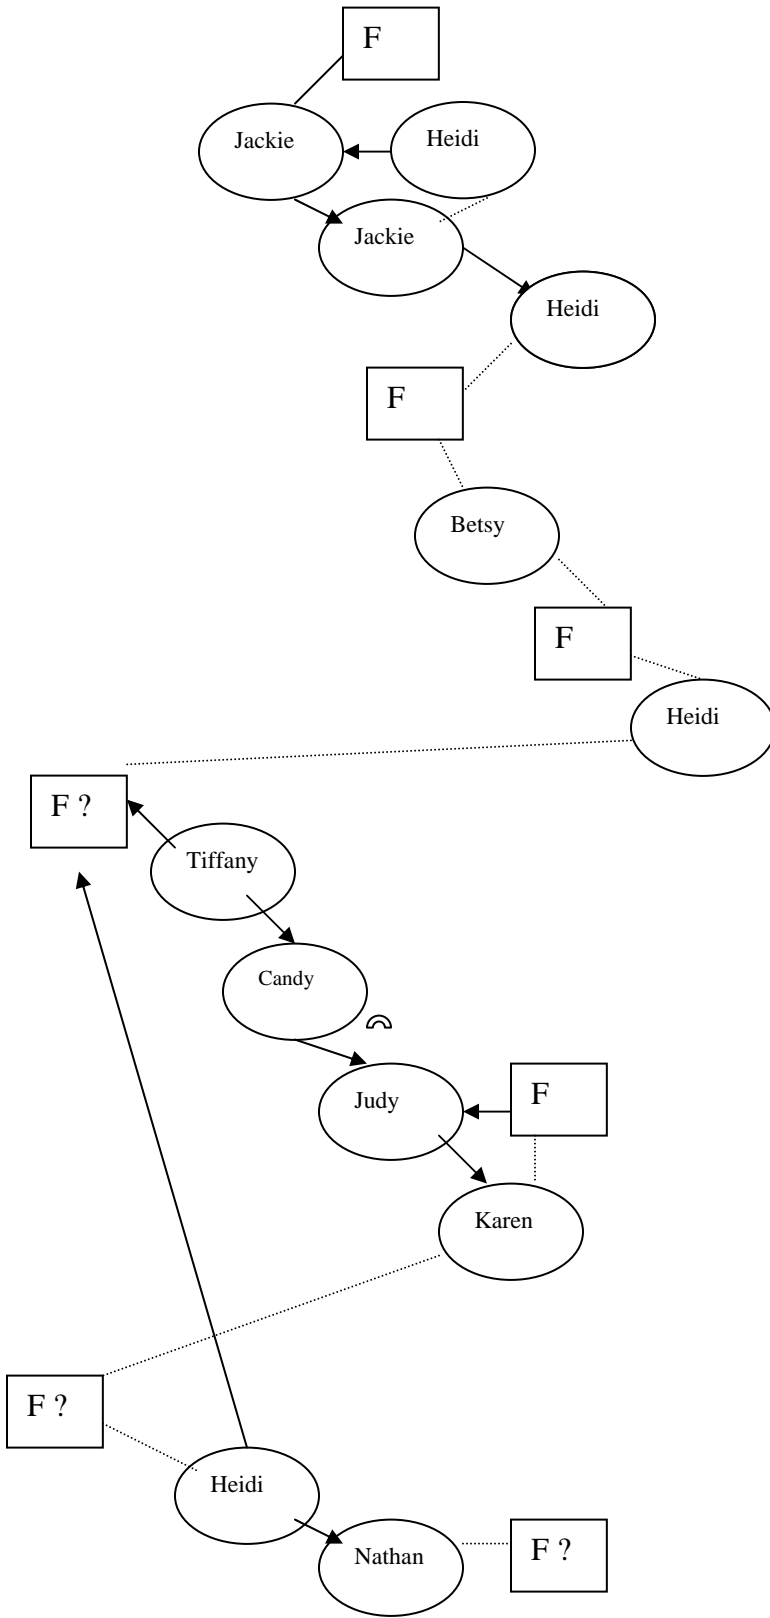 F
Jackie
Heidi
Jackie
Heidi
F
Betsy
F
Heidi
F ?
Tiffany
Candy
Judy
F
Karen
F ?
Heidi
Nathan
F ?